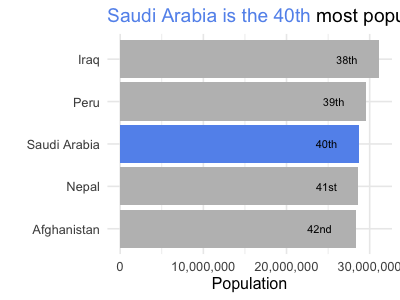 Saudi Arabia is the 40th most popu
Iraq 38th
Peru 39th
Saudi Arabia 40th
Nepal 41st
Afghanistan 42nd
0 10,000,000 20,000,000 30,000,000
Population